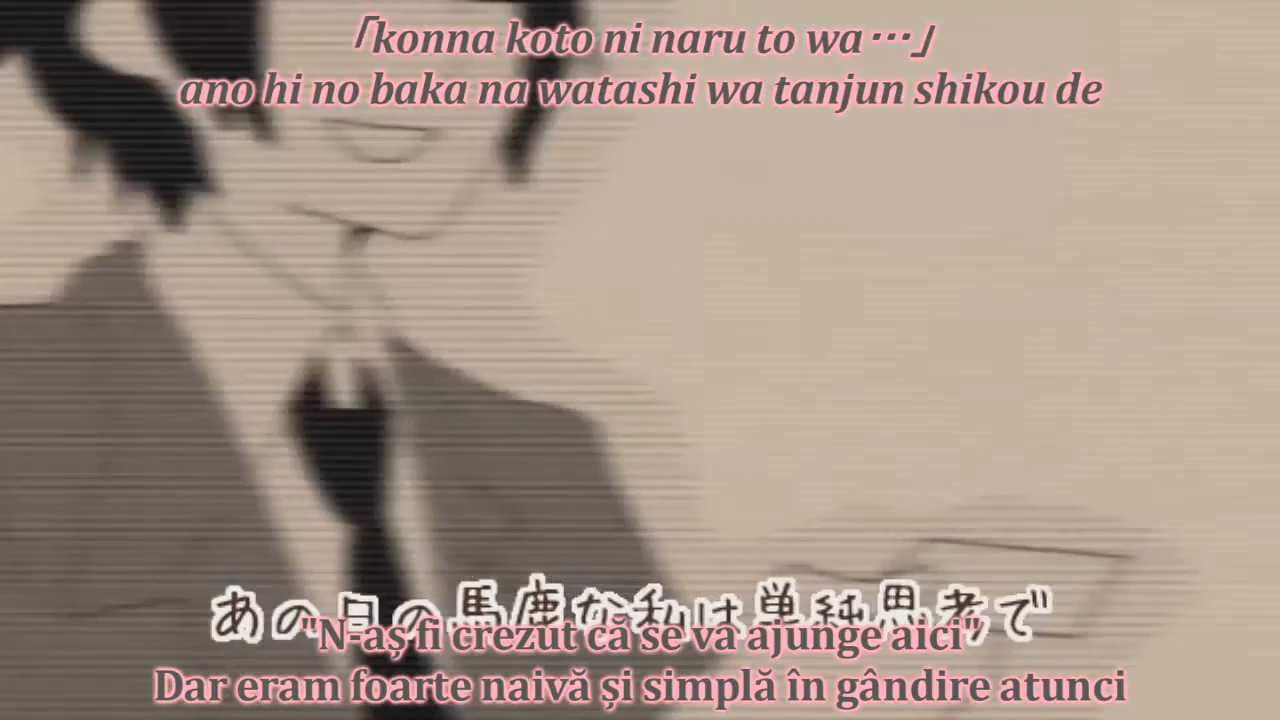 「konna koto ni naru to wa…」
ano hi no baka na watashi wa tanjun shikou de
あの日の馬鹿な私は単純思考で
"N-aș fi crezut că se va ajunge aici"
Dar eram foarte naivă și simplă în gândire atunci